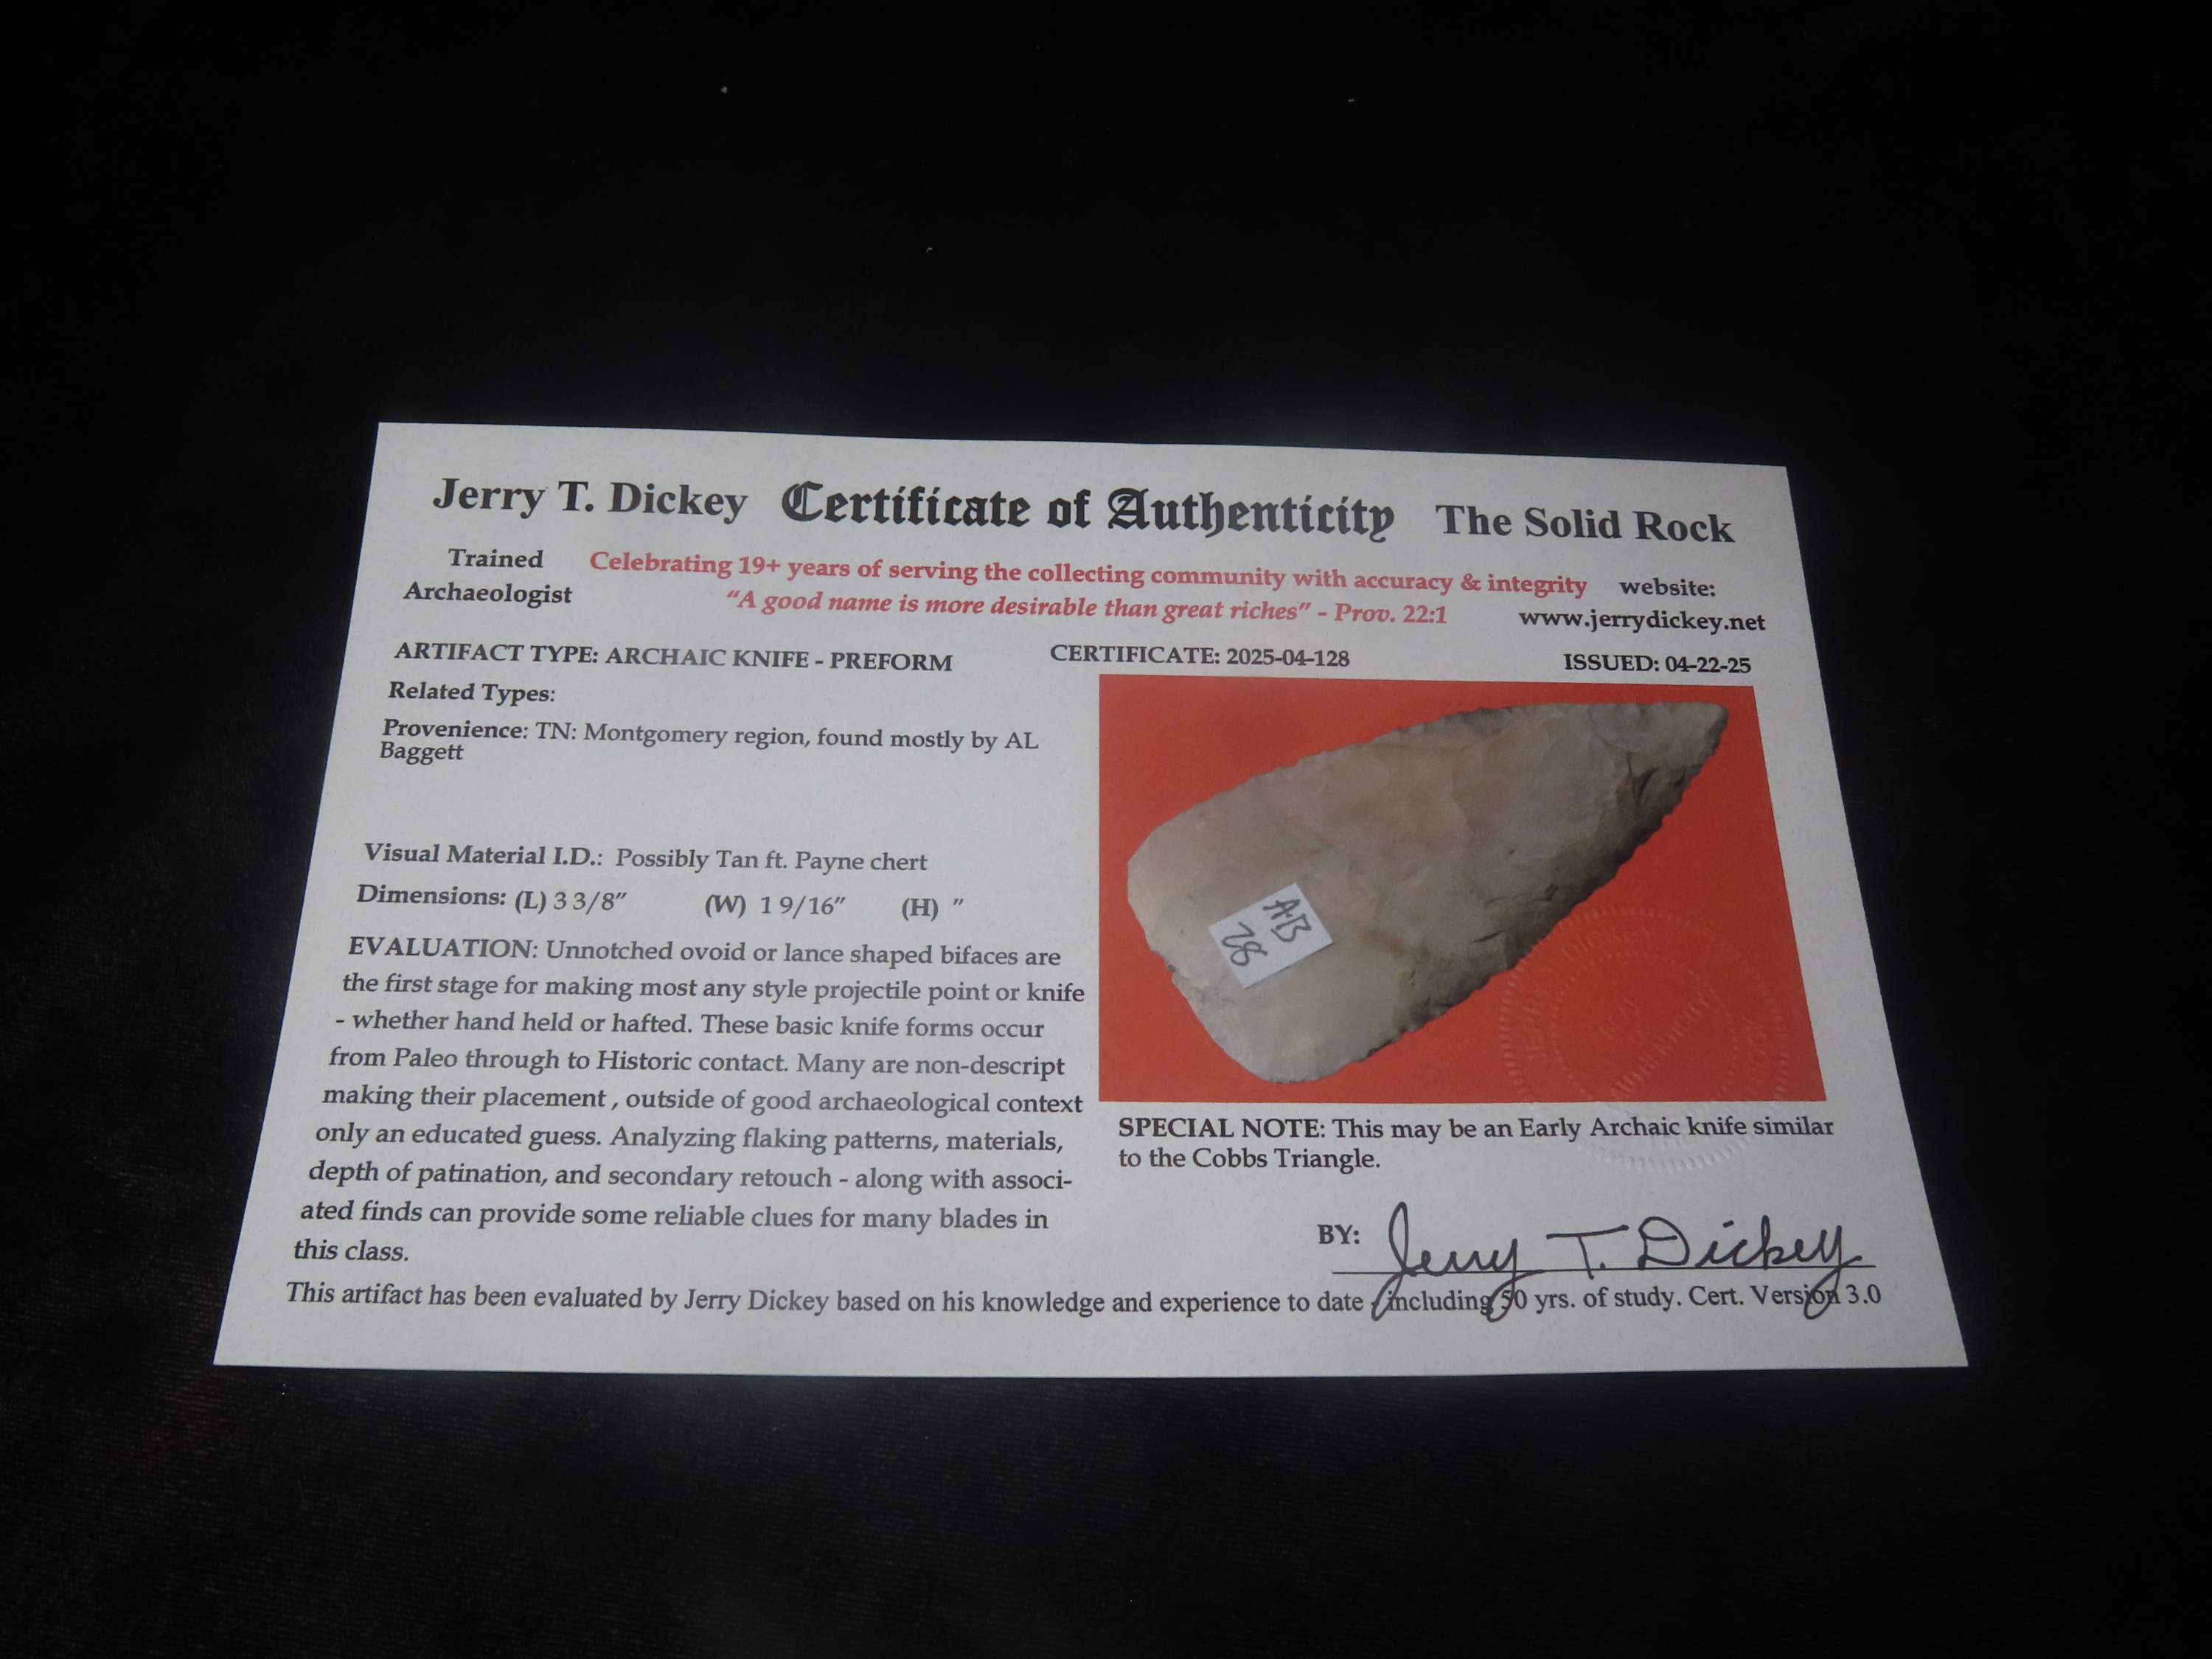 Jerry T. Dickey Certificate of Authenticity The Solid Rock
Trained
Archaeologist
Celebrating 19+ years of serving the collecting community with accuracy & integrity
"A good name is more desirable than great riches" - Prov. 22:1
website:
www.jerrydickey.net
ARTIFACT TYPE: ARCHAIC KNIFE - PREFORM
CERTIFICATE: 2025-04-128
ISSUED: 04-22-25
Related Types:
Provenience: TN: Montgomery region, found mostly by AL
Baggett
Visual Material I.D.: Possibly Tan ft. Payne chert
Dimensions: (L) 3 3/8" (W) 1 9/16" (H) "
EVALUATION: Unnotched ovoid or lance shaped bifaces are
the first stage for making most any style projectile point or knife
- whether hand held or hafted. These basic knife forms occur
from Paleo through to Historic contact. Many are non-descript
making their placement , outside of good archaeological context
only an educated guess. Analyzing flaking patterns, materials,
depth of patination, and secondary retouch - along with associ-
ated finds can provide some reliable clues for many blades in
this class.
AB
28
JERRY DICKEY
AUTHENTICITY
SPECIAL NOTE: This may be an Early Archaic knife similar
to the Cobbs Triangle.
BY: Jerry T. Dickey
This artifact has been evaluated by Jerry Dickey based on his knowledge and experience to date - including 50 yrs. of study. Cert. Version 3.0